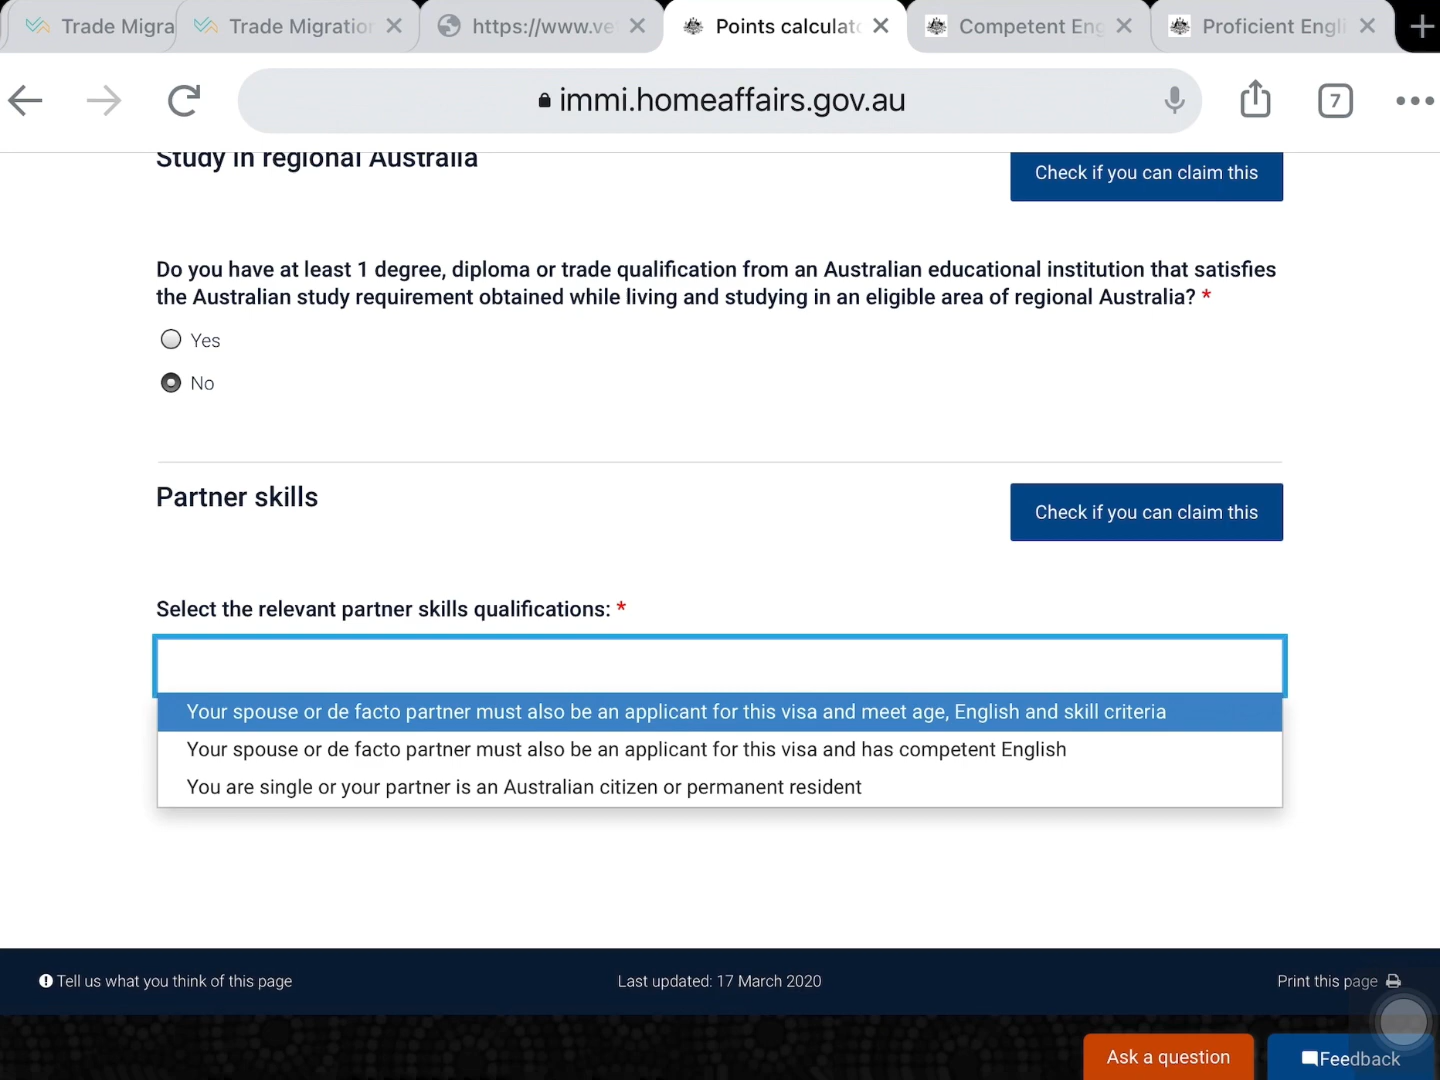 Trade Migra
Trade Migration
https://www.ve
Points calculat
Competent Eng
Proficient Engli
immi.homeaffairs.gov.au
7
Study in regional Australia
Check if you can claim this
Do you have at least 1 degree, diploma or trade qualification from an Australian educational institution that satisfies
the Australian study requirement obtained while living and studying in an eligible area of regional Australia? *
Yes
No
Partner skills
Check if you can claim this
Select the relevant partner skills qualifications: *
Your spouse or de facto partner must also be an applicant for this visa and meet age, English and skill criteria
Your spouse or de facto partner must also be an applicant for this visa and has competent English
You are single or your partner is an Australian citizen or permanent resident
Tell us what you think of this page
Last updated: 17 March 2020
Print this page
Ask a question
Feedback